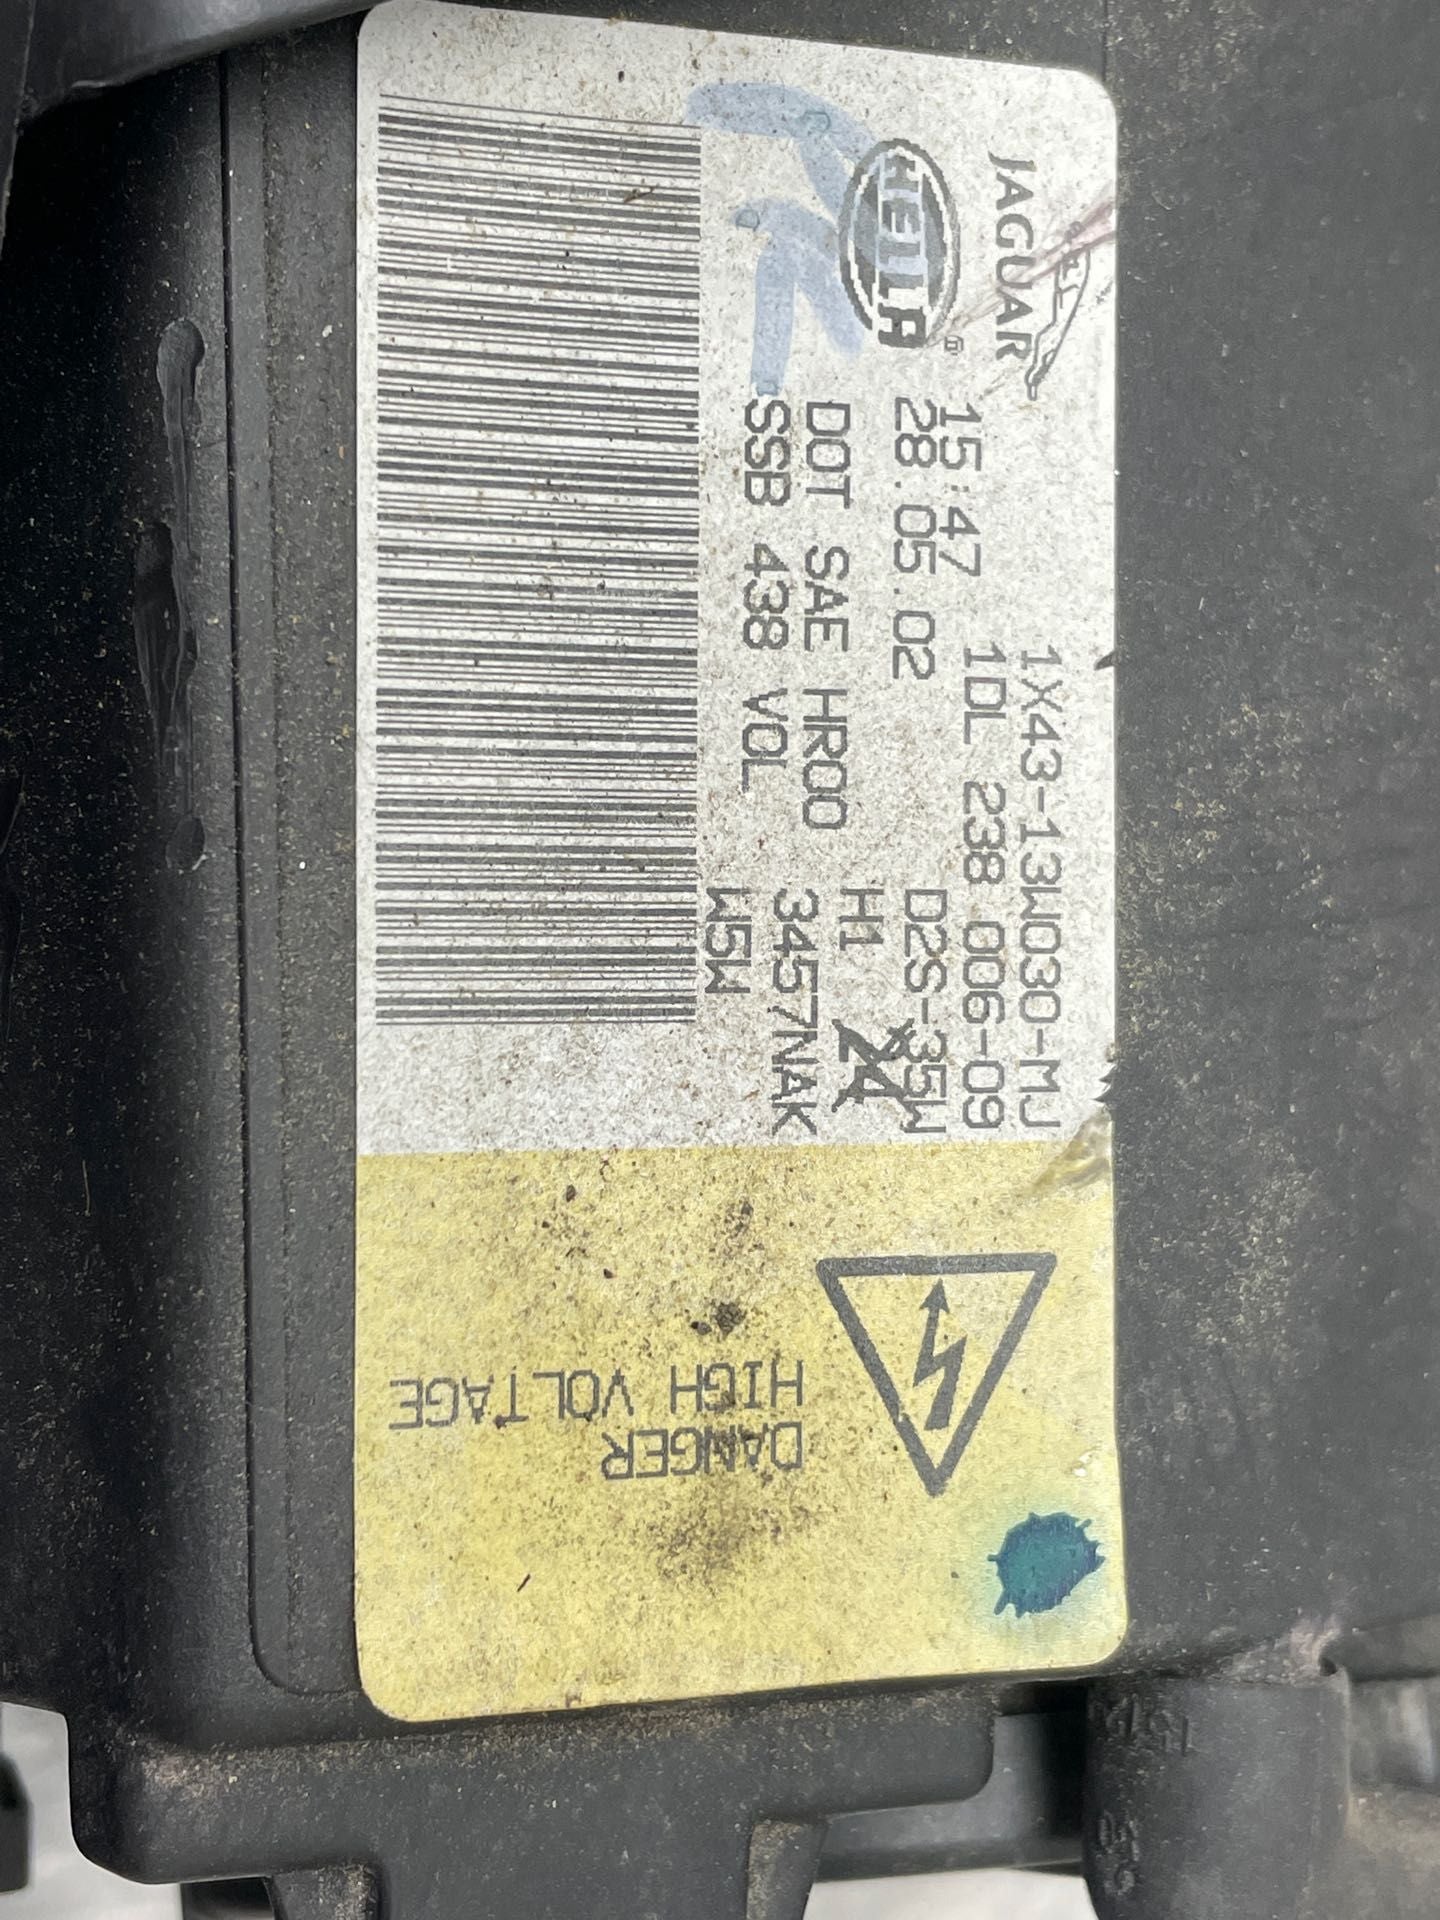 JAGUAR
HELLA®
15:47
28.05.02
DOT SAE HR00
SSB 438 VOL
1X43-13W030-MJ
1DL 238 006-09
D2S-35W
H1
24
3457NAK
W5W
DANGER
HIGH VOLTAGE